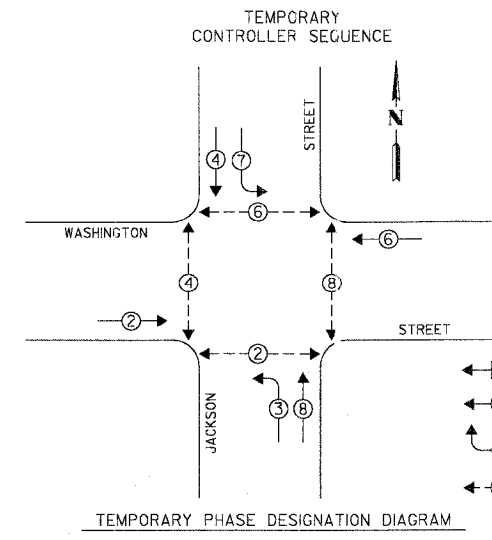 TEMPORARY
CONTROLLER SEQUENCE
STREET
N
4 7
6
WASHINGTON
6
4
8
2
STREET
2
3 8
JACKSON
TEMPORARY PHASE DESIGNATION DIAGRAM